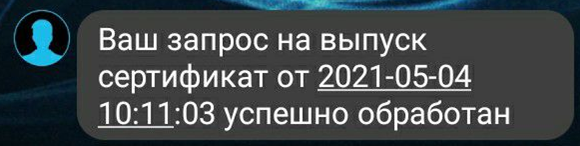 Ваш запрос на выпуск
сертификат от 2021-05-04
10:11:03 успешно обработан